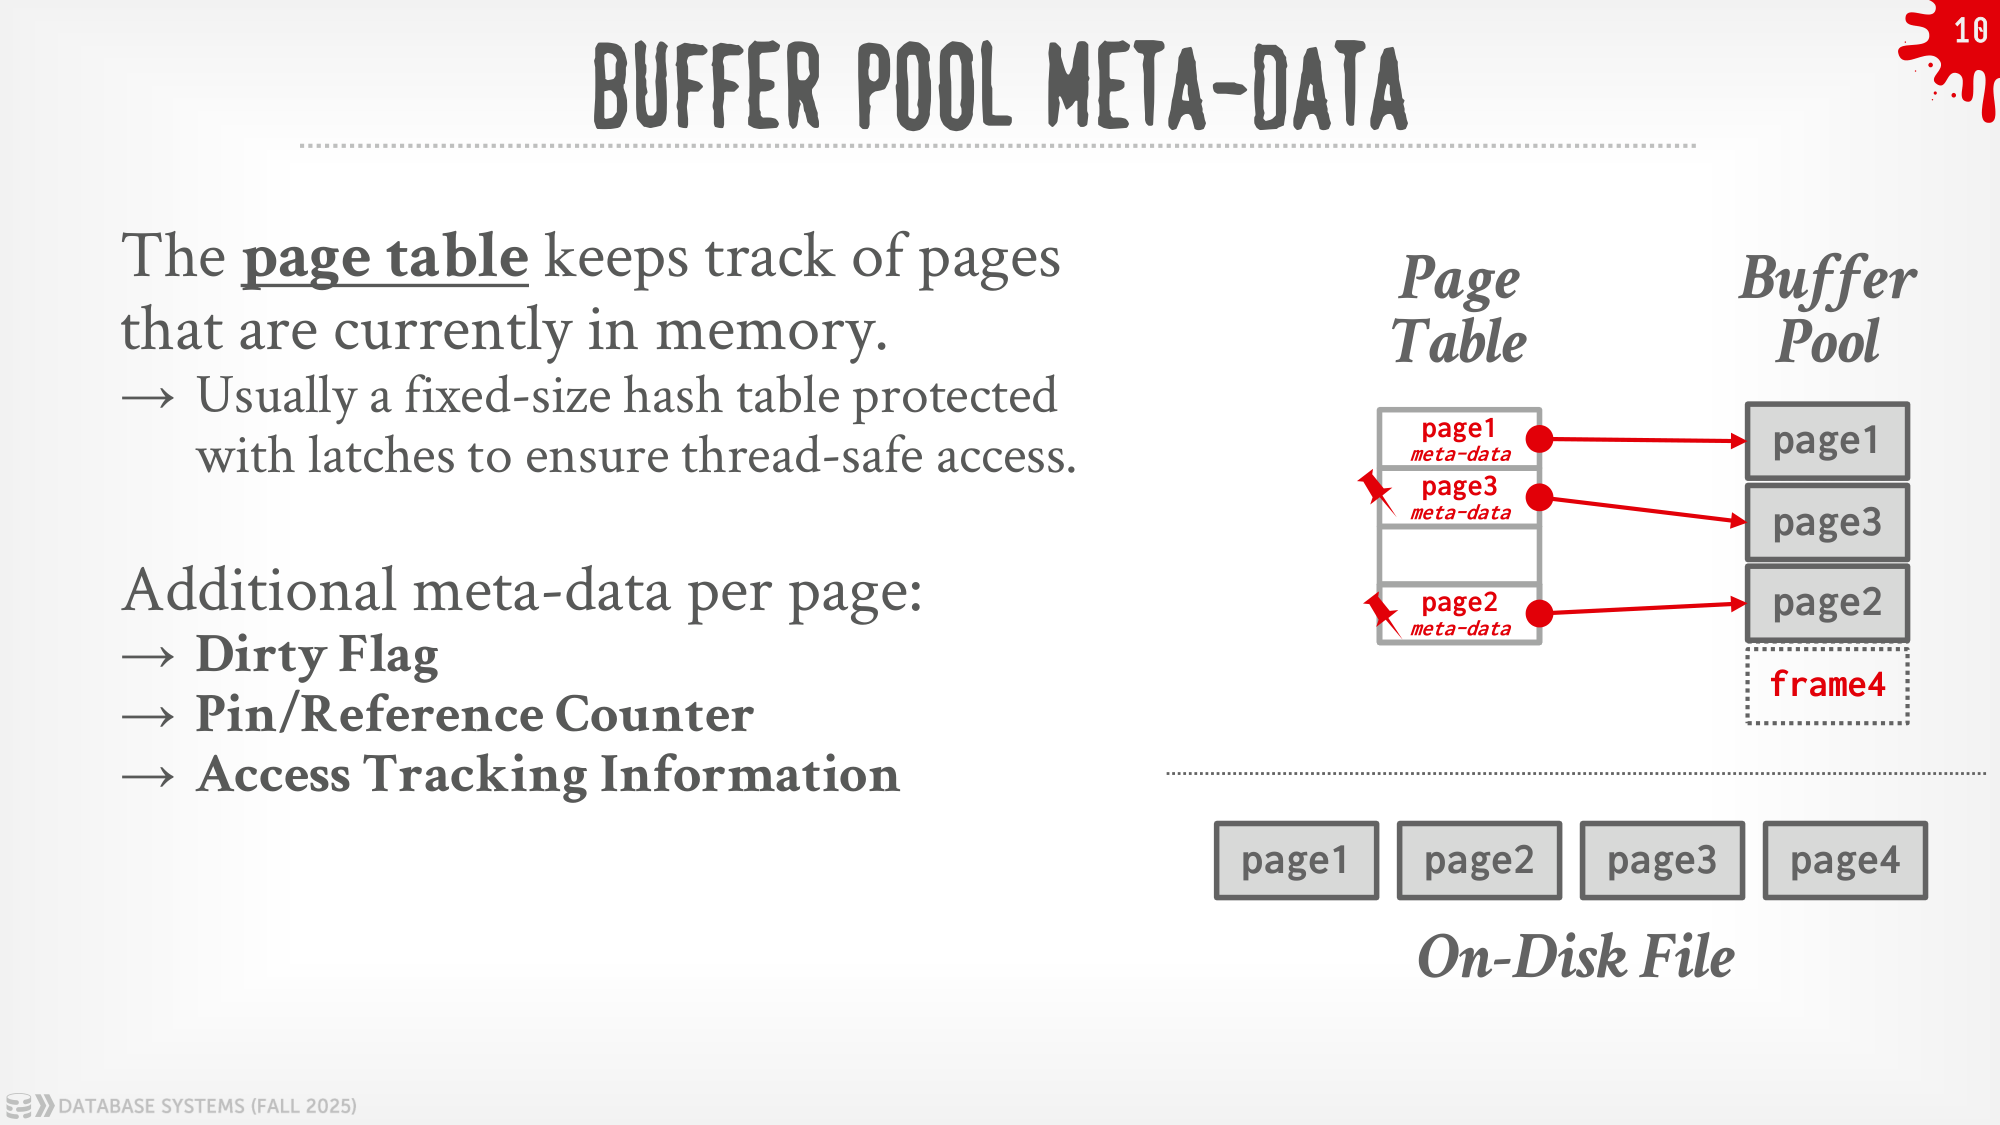 10
BUFFER POOL META-DATA
The page table keeps track of pages
that are currently in memory.
→ Usually a fixed-size hash table protected
with latches to ensure thread-safe access.
Additional meta-data per page:
→ Dirty Flag
→ Pin/Reference Counter
→ Access Tracking Information
Page
Table
page1
meta-data
page3
meta-data
page2
meta-data
Buffer
Pool
page1
page3
page2
frame4
page1 page2 page3 page4
On-Disk File
DATABASE SYSTEMS (FALL 2025)